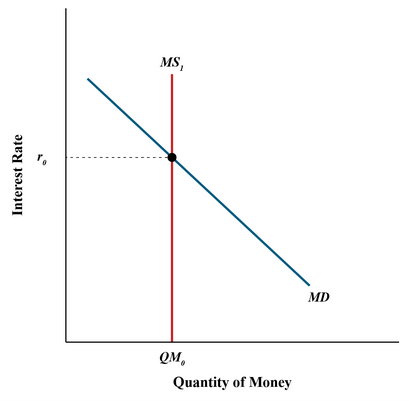 MS1
Interest Rate
r0
MD
QM0
Quantity of Money